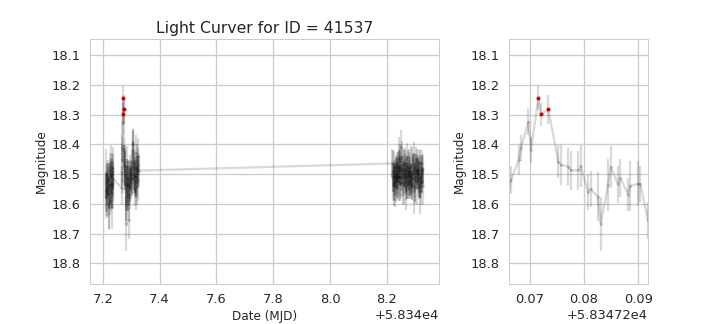 Light Curver for ID = 41537
Magnitude
18.1
18.2
18.3
18.4
18.5
18.6
18.7
18.8
7.2 7.4 7.6 7.8 8.0 8.2
Date (MJD) +5.834e4
Magnitude
18.1
18.2
18.3
18.4
18.5
18.6
18.7
18.8
0.07 0.08 0.09
+5.83472e4